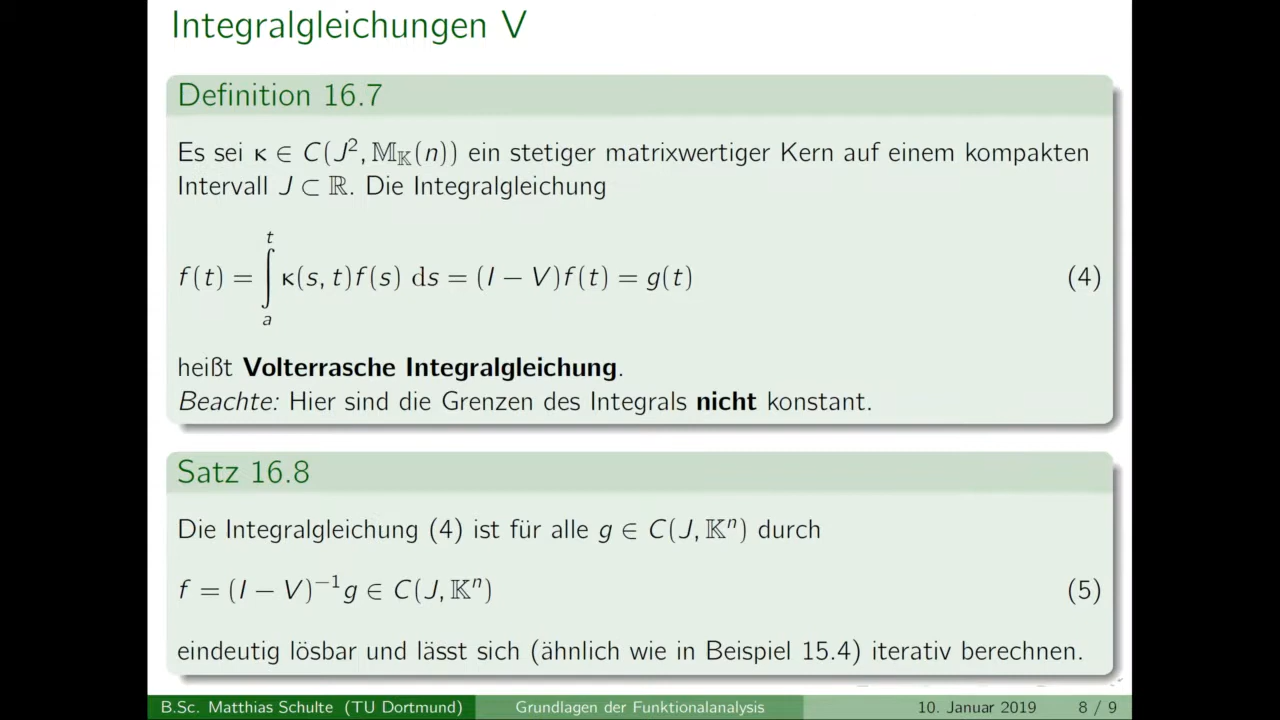 Integralgleichungen V
Definition 16.7
Es sei κ ∈ C(J², 𝕄_𝕂(n)) ein stetiger matrixwertiger Kern auf einem kompakten
Intervall J ⊂ ℝ. Die Integralgleichung
f(t) = ∫_a^t κ(s, t)f(s) ds = (I − V)f(t) = g(t) (4)
heißt Volterrasche Integralgleichung.
Beachte: Hier sind die Grenzen des Integrals nicht konstant.
Satz 16.8
Die Integralgleichung (4) ist für alle g ∈ C(J, 𝕂ⁿ) durch
f = (I − V)⁻¹g ∈ C(J, 𝕂ⁿ) (5)
eindeutig lösbar und lässt sich (ähnlich wie in Beispiel 15.4) iterativ berechnen.
B.Sc. Matthias Schulte (TU Dortmund) Grundlagen der Funktionalanalysis 10. Januar 2019 8 / 9